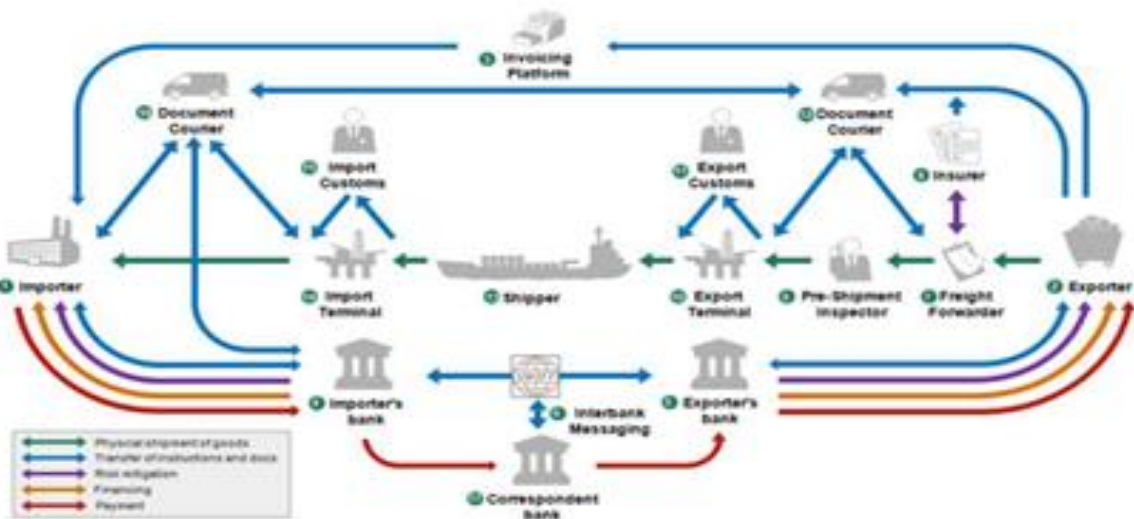 Invoicing
Platform
Document
Courier
Document
Courier
Import
Customs
Export
Customs
Insurer
Importer
Import
Terminal
Shipper
Export
Terminal
Pre-Shipment
Inspector
Freight
Forwarder
Exporter
Importer's
bank
Interbank
Messaging
Exporter's
bank
Correspondent
bank
Physical shipment of goods
Transfer of instructions and docs
Risk mitigation
Financing
Payment